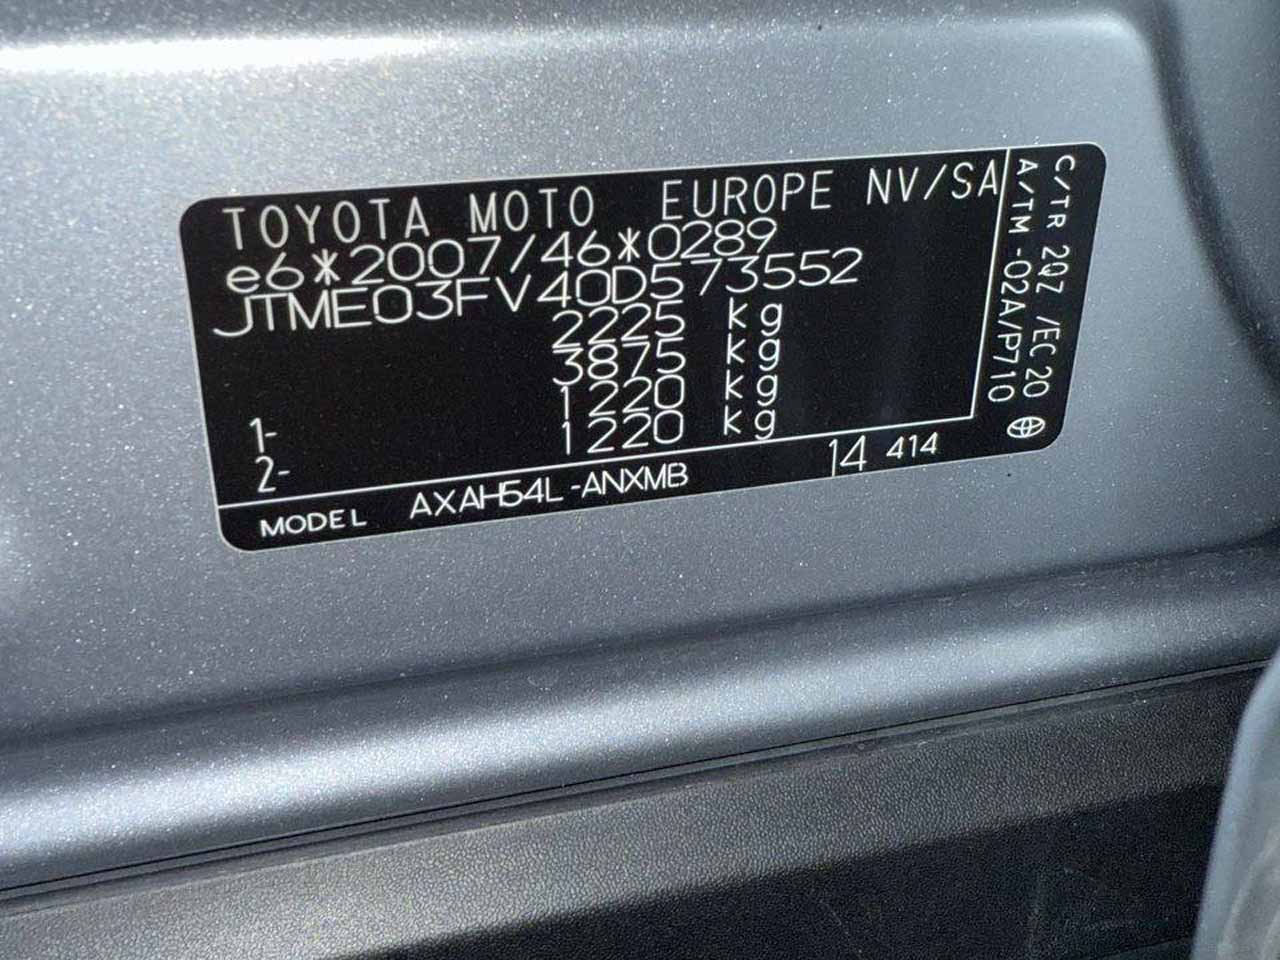 TOYOTA MOTO EUROPE NV/SA
e6*2007/46*0289
JTME03FV40D573552
2225 kg
3875 kg
1- 1220 kg
2- 1220 kg
MODEL AXAH54L-ANXMB 14 414
C/TR 2QZ /EC20
A/TM -02A/P710